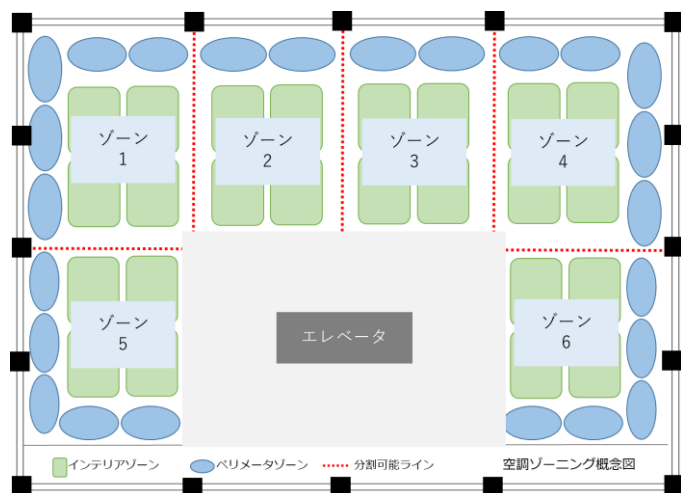 ゾーン
1
ゾーン
2
ゾーン
3
ゾーン
4
ゾーン
5
エレベータ
ゾーン
6
インテリアゾーン
ペリメータゾーン
分割可能ライン
空調ゾーニング概念図